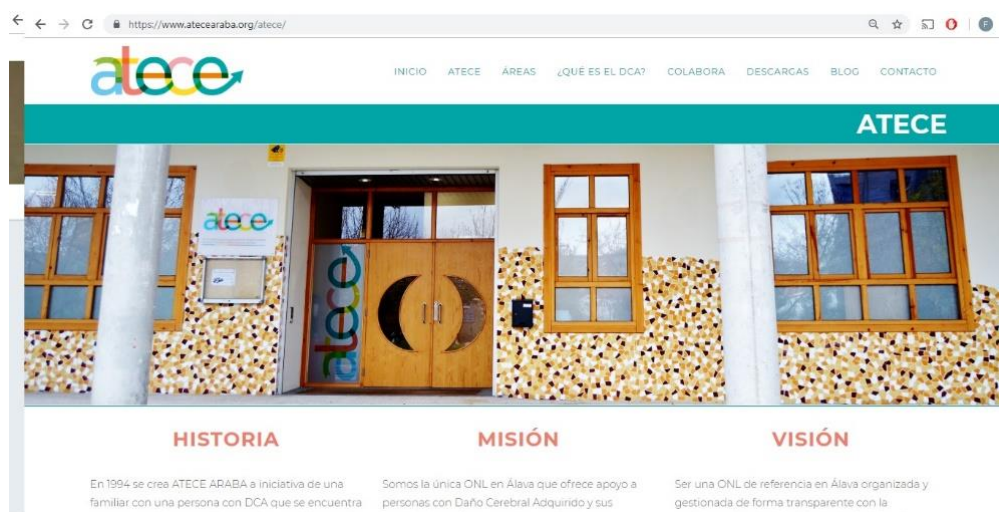 https://www.atecearaba.org/atece/
atece
INICIO ATECE ÁREAS ¿QUÉ ES EL DCA? COLABORA DESCARGAS BLOG CONTACTO
ATECE
atece
atece
HISTORIA
MISIÓN
VISIÓN
En 1994 se crea ATECE ARABA a iniciativa de una
familiar con una persona con DCA que se encuentra
Somos la única ONL en Álava que ofrece apoyo a
personas con Daño Cerebral Adquirido y sus
Ser una ONL de referencia en Álava organizada y
gestionada de forma transparente con la